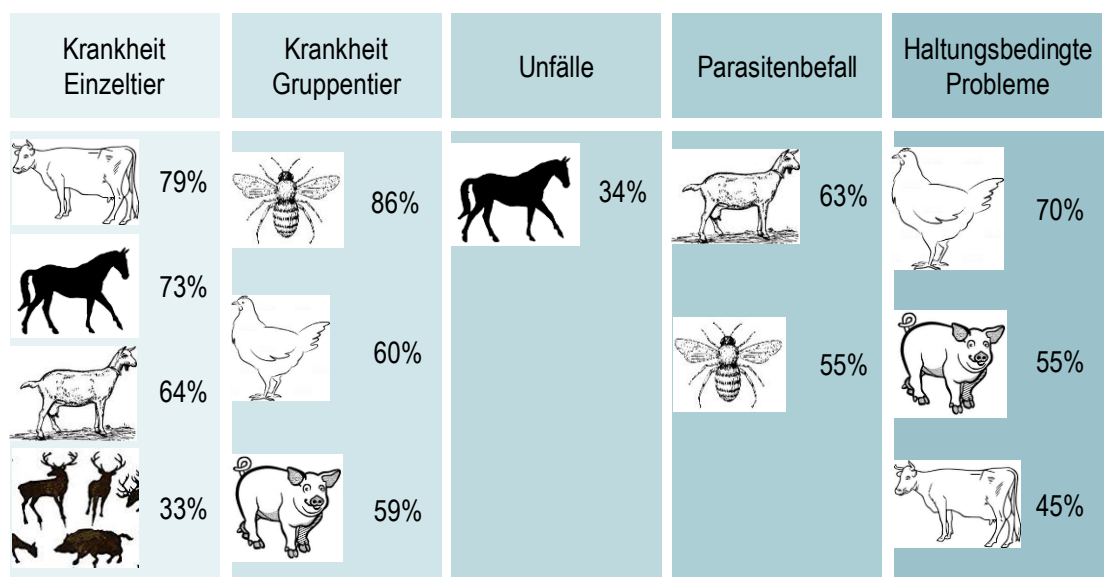 Krankheit
Einzeltier
Krankheit
Gruppentier
Unfälle
Parasitenbefall
Haltungsbedingte
Probleme
79%
73%
64%
33%
86%
60%
59%
34%
63%
55%
70%
55%
45%